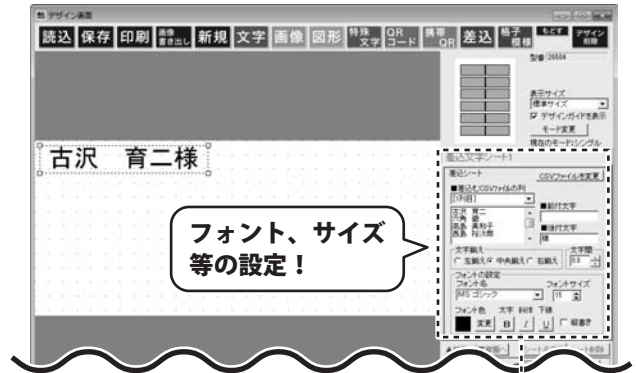 デザイン画面
読込 保存 印刷 画像書き出し 新規 文字 画像 図形 特殊文字 QRコード 携帯QR 差込 格子模様 もどす デザイン削除
型番 26504
表示サイズ
標準サイズ
デザインガイドを表示
モード変更
現在のモード:シングル
古沢 育二様
差込文字シート1
差込シート
CSVファイルを変更
■差込むCSVファイルの列
[1列目]
■前付文字
古沢 育二
■後付文字
様
文字揃え
文字間
左揃え 中央揃え 右揃え
0.8
フォントの設定
フォント名 フォントサイズ
MS ゴシック 15
フォント色 太字 斜体 下線
変更 B I U 縦書き
フォント、サイズ
等の設定!